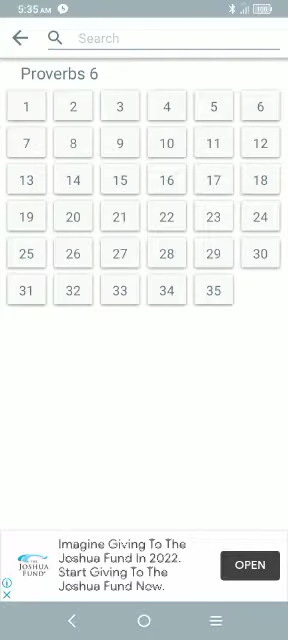 5:35 AM
Search
Proverbs 6
1 2 3 4 5 6
7 8 9 10 11 12
13 14 15 16 17 18
19 20 21 22 23 24
25 26 27 28 29 30
31 32 33 34 35
Imagine Giving To The
Joshua Fund In 2022.
Start Giving To The
Joshua Fund Now.
THE
JOSHUA
FUND
OPEN